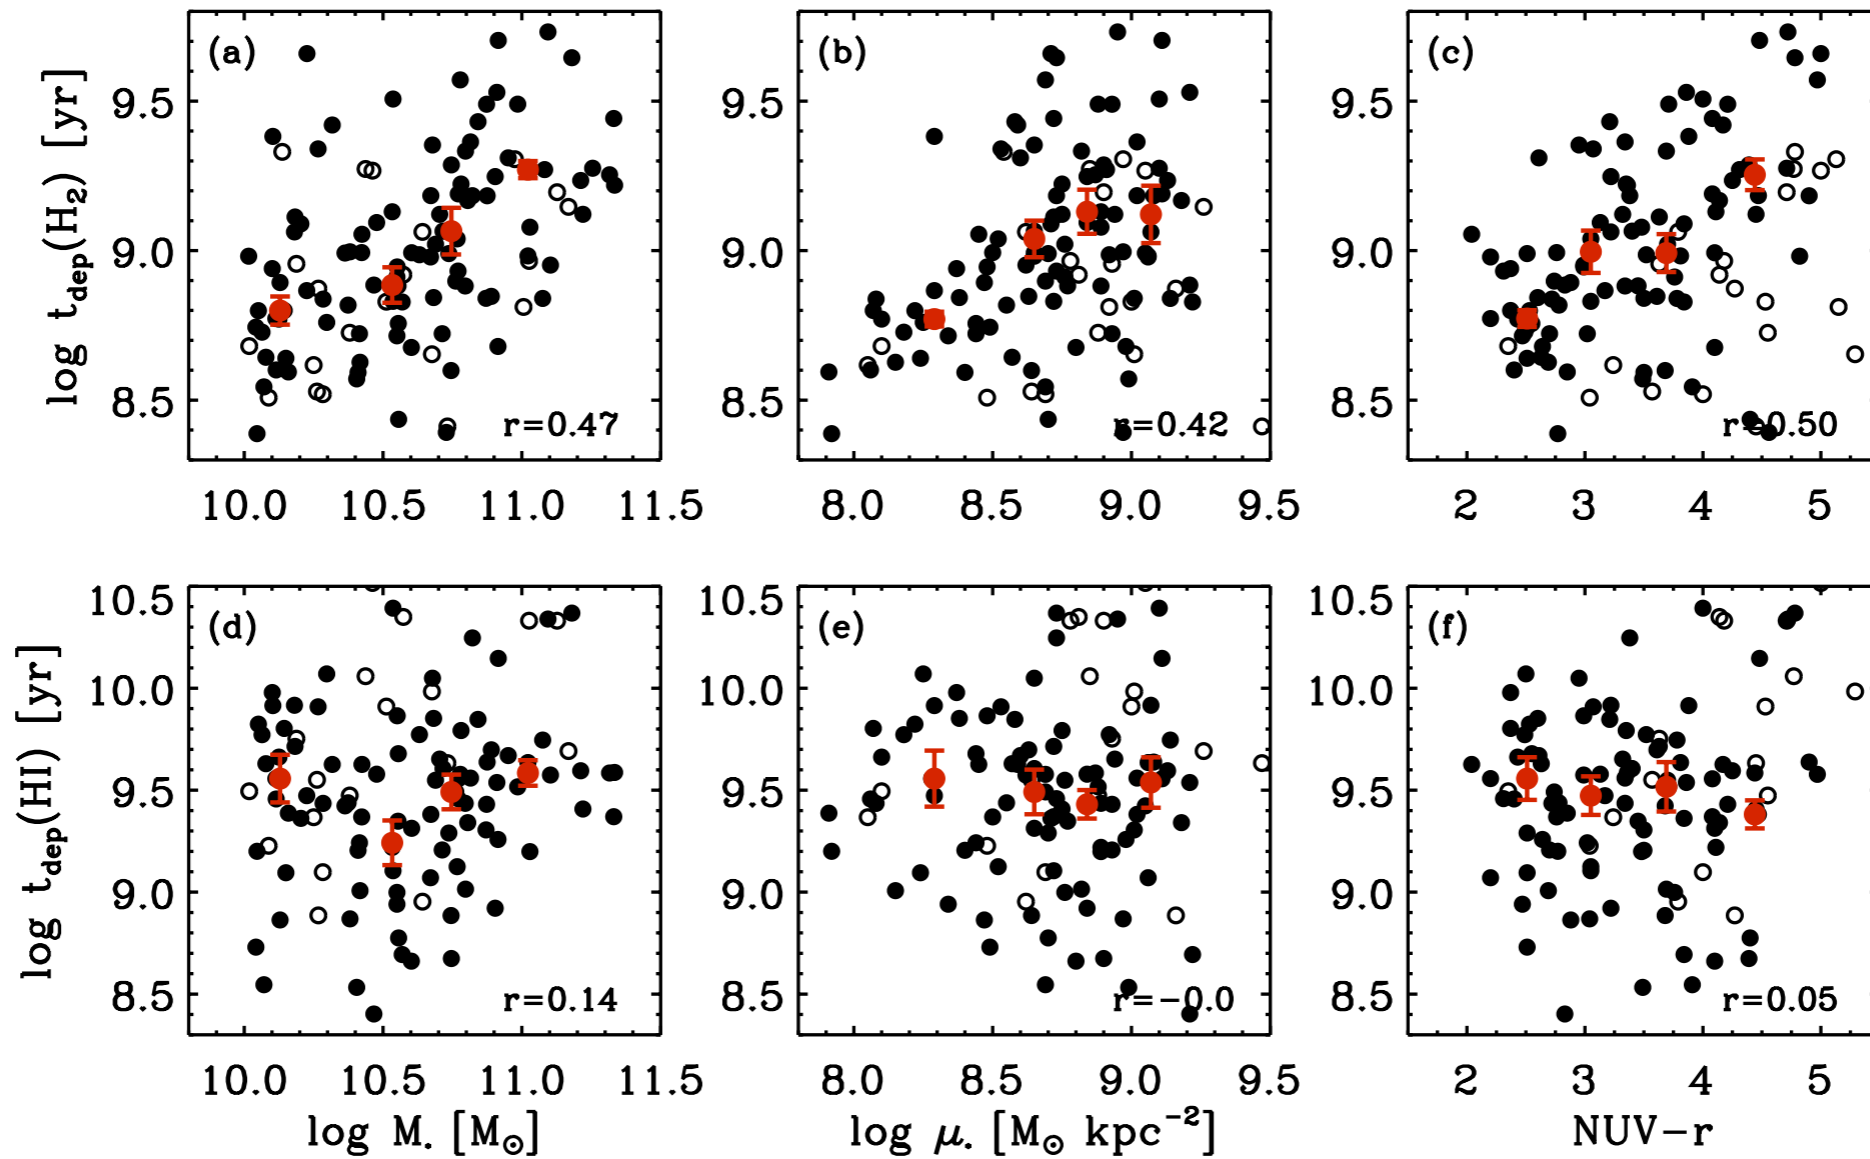 (a)
(b)
(c)
log t_dep(H_2) [yr]
9.5 9.0 8.5
9.5 9.0 8.5
9.5 9.0 8.5
r=0.47
r=0.42
r=0.50
10.0 10.5 11.0 11.5
8.0 8.5 9.0 9.5
2 3 4 5
(d)
(e)
(f)
log t_dep(HI) [yr]
10.5 10.0 9.5 9.0 8.5
10.5 10.0 9.5 9.0 8.5
10.5 10.0 9.5 9.0 8.5
r=0.14
r=-0.0
r=0.05
10.0 10.5 11.0 11.5
8.0 8.5 9.0 9.5
2 3 4 5
log M_* [M_⊙]
log μ_* [M_⊙ kpc^−2]
NUV−r